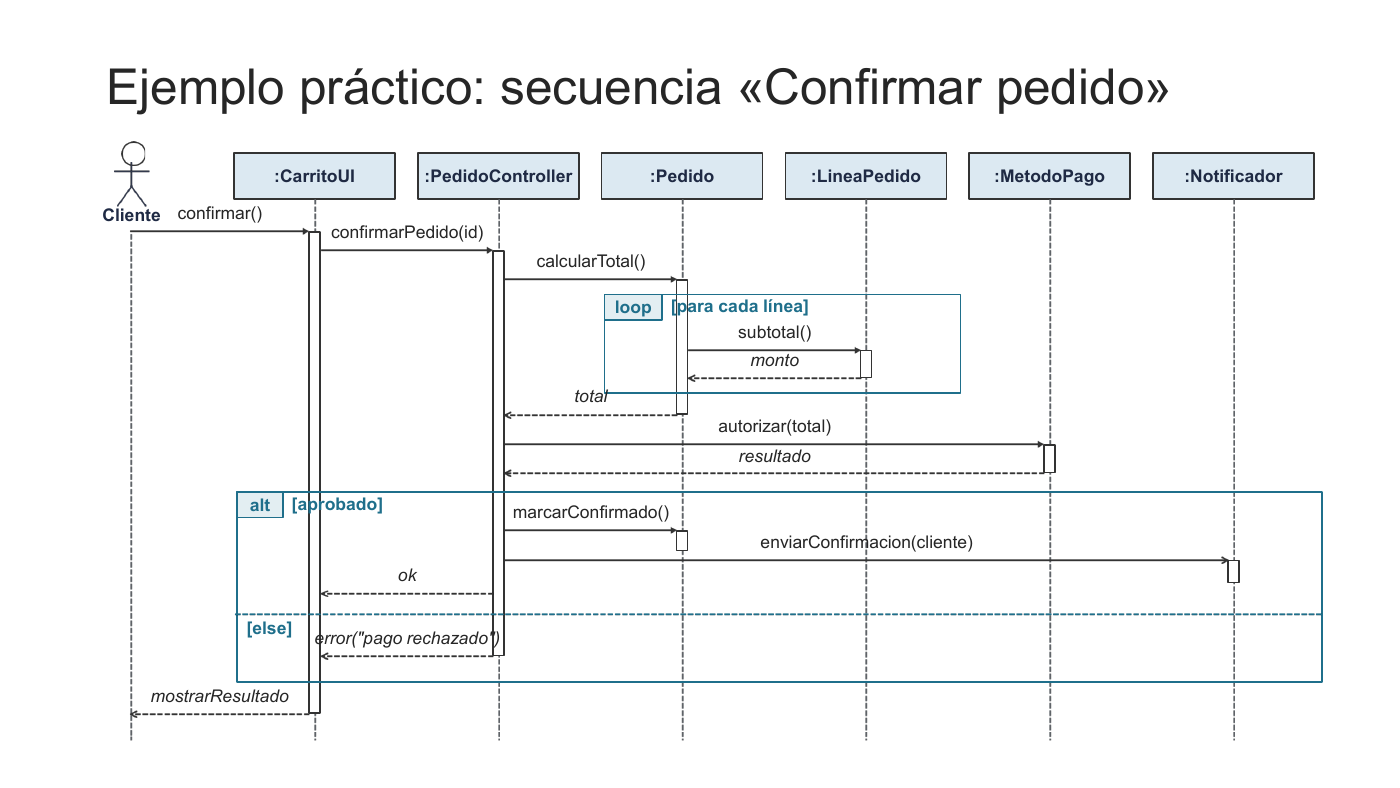 Ejemplo práctico: secuencia «Confirmar pedido»
:CarritoUI
:PedidoController
:Pedido
:LineaPedido
:MetodoPago
:Notificador
Cliente
confirmar()
confirmarPedido(id)
calcularTotal()
loop
[para cada línea]
subtotal()
monto
total
autorizar(total)
resultado
alt
[aprobado]
marcarConfirmado()
enviarConfirmacion(cliente)
ok
[else]
error("pago rechazado")
mostrarResultado